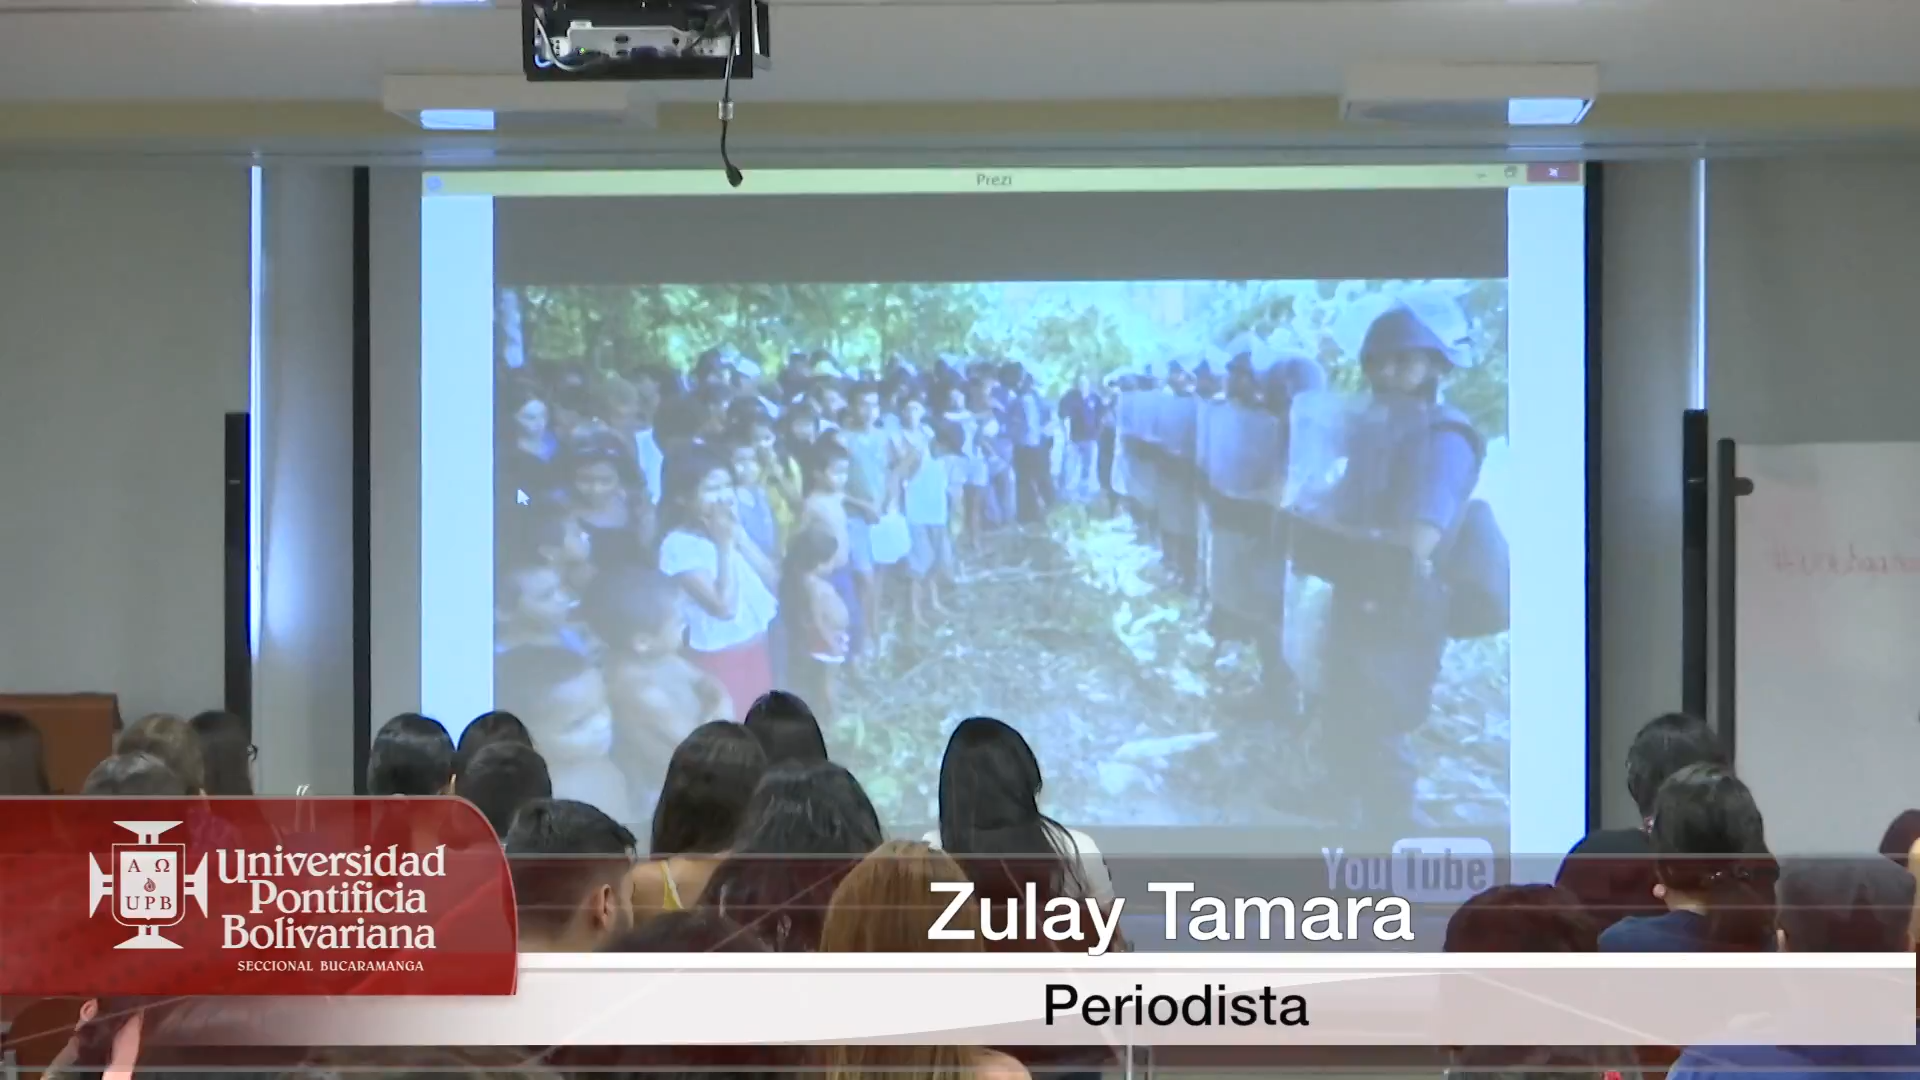 Prezi
YouTube
Α Ω
UPB
Universidad
Pontificia
Bolivariana
SECCIONAL BUCARAMANGA
Zulay Tamara
Periodista